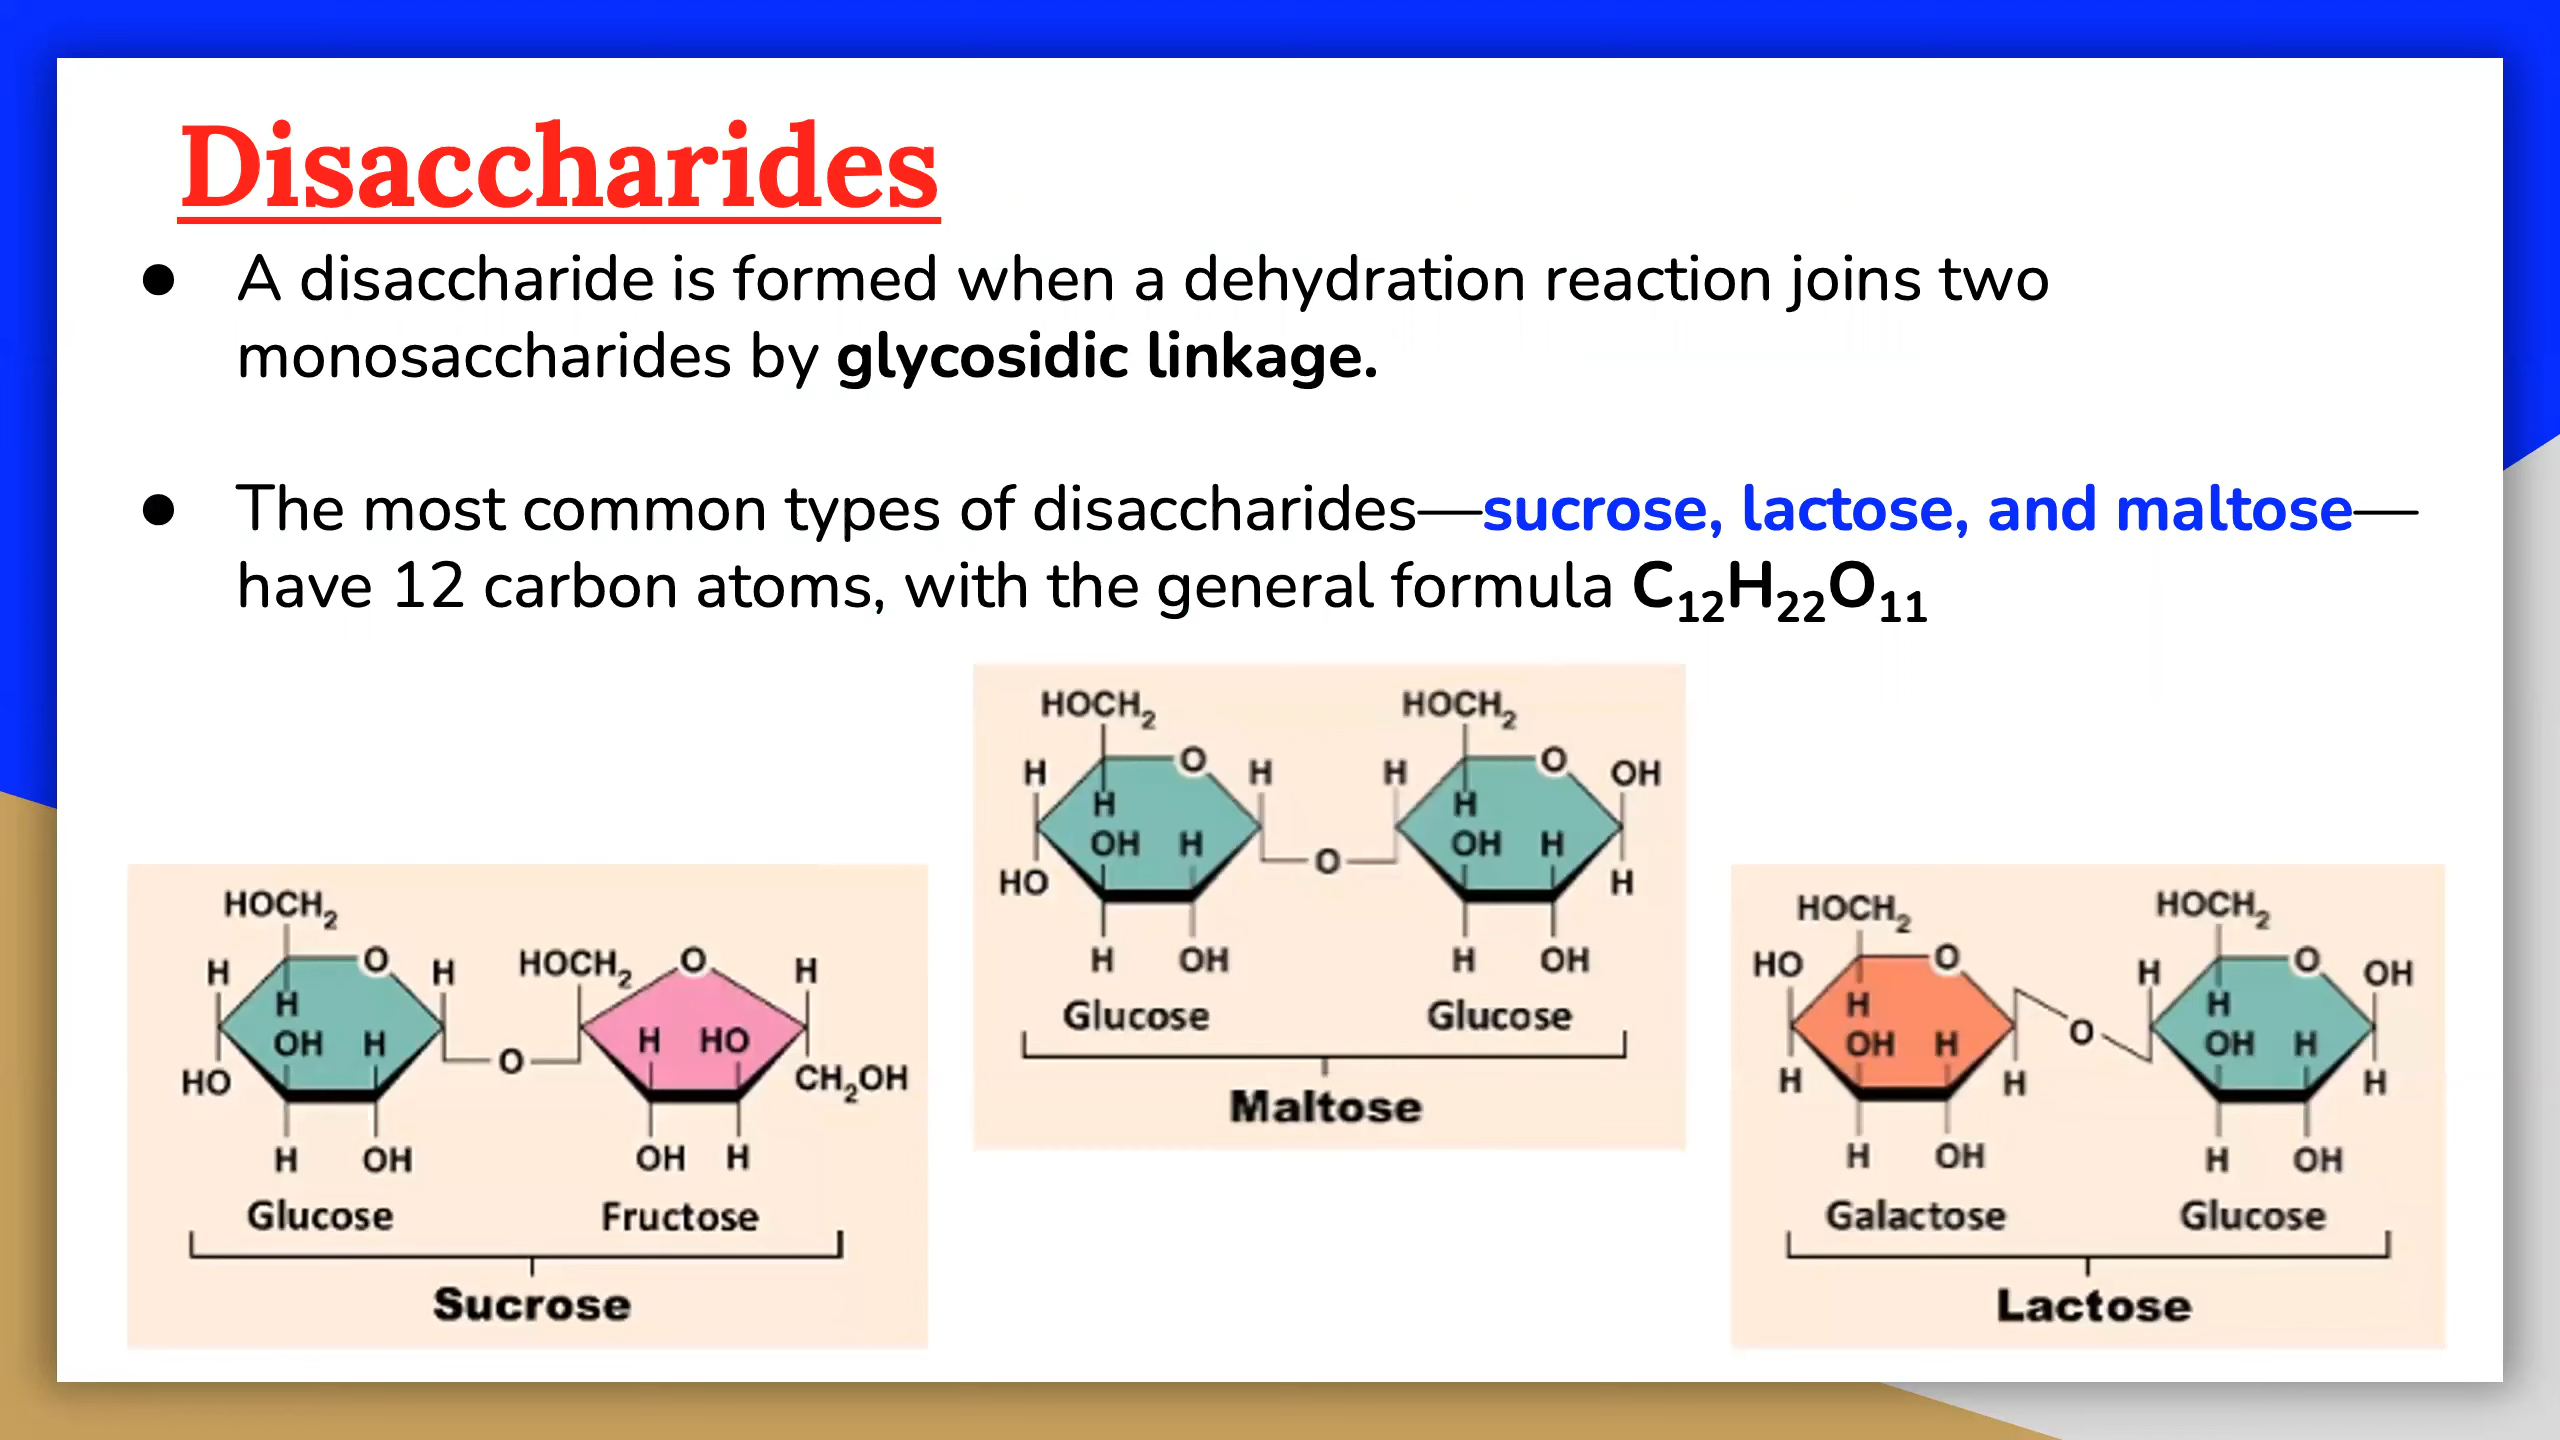 Disaccharides
● A disaccharide is formed when a dehydration reaction joins two
monosaccharides by glycosidic linkage.
● The most common types of disaccharides—sucrose, lactose, and maltose—
have 12 carbon atoms, with the general formula C₁₂H₂₂O₁₁
HOCH₂ HOCH₂
O O
H H H OH
H H
OH H OH H
O
HO H
H OH H OH
Glucose Glucose
Maltose
HOCH₂
O HOCH₂ O
H H H
H
OH H H HO
O
HO CH₂OH
H OH OH H
Glucose Fructose
Sucrose
HOCH₂ HOCH₂
HO O H O OH
H H
OH H O OH H
H H H
H OH H OH
Galactose Glucose
Lactose